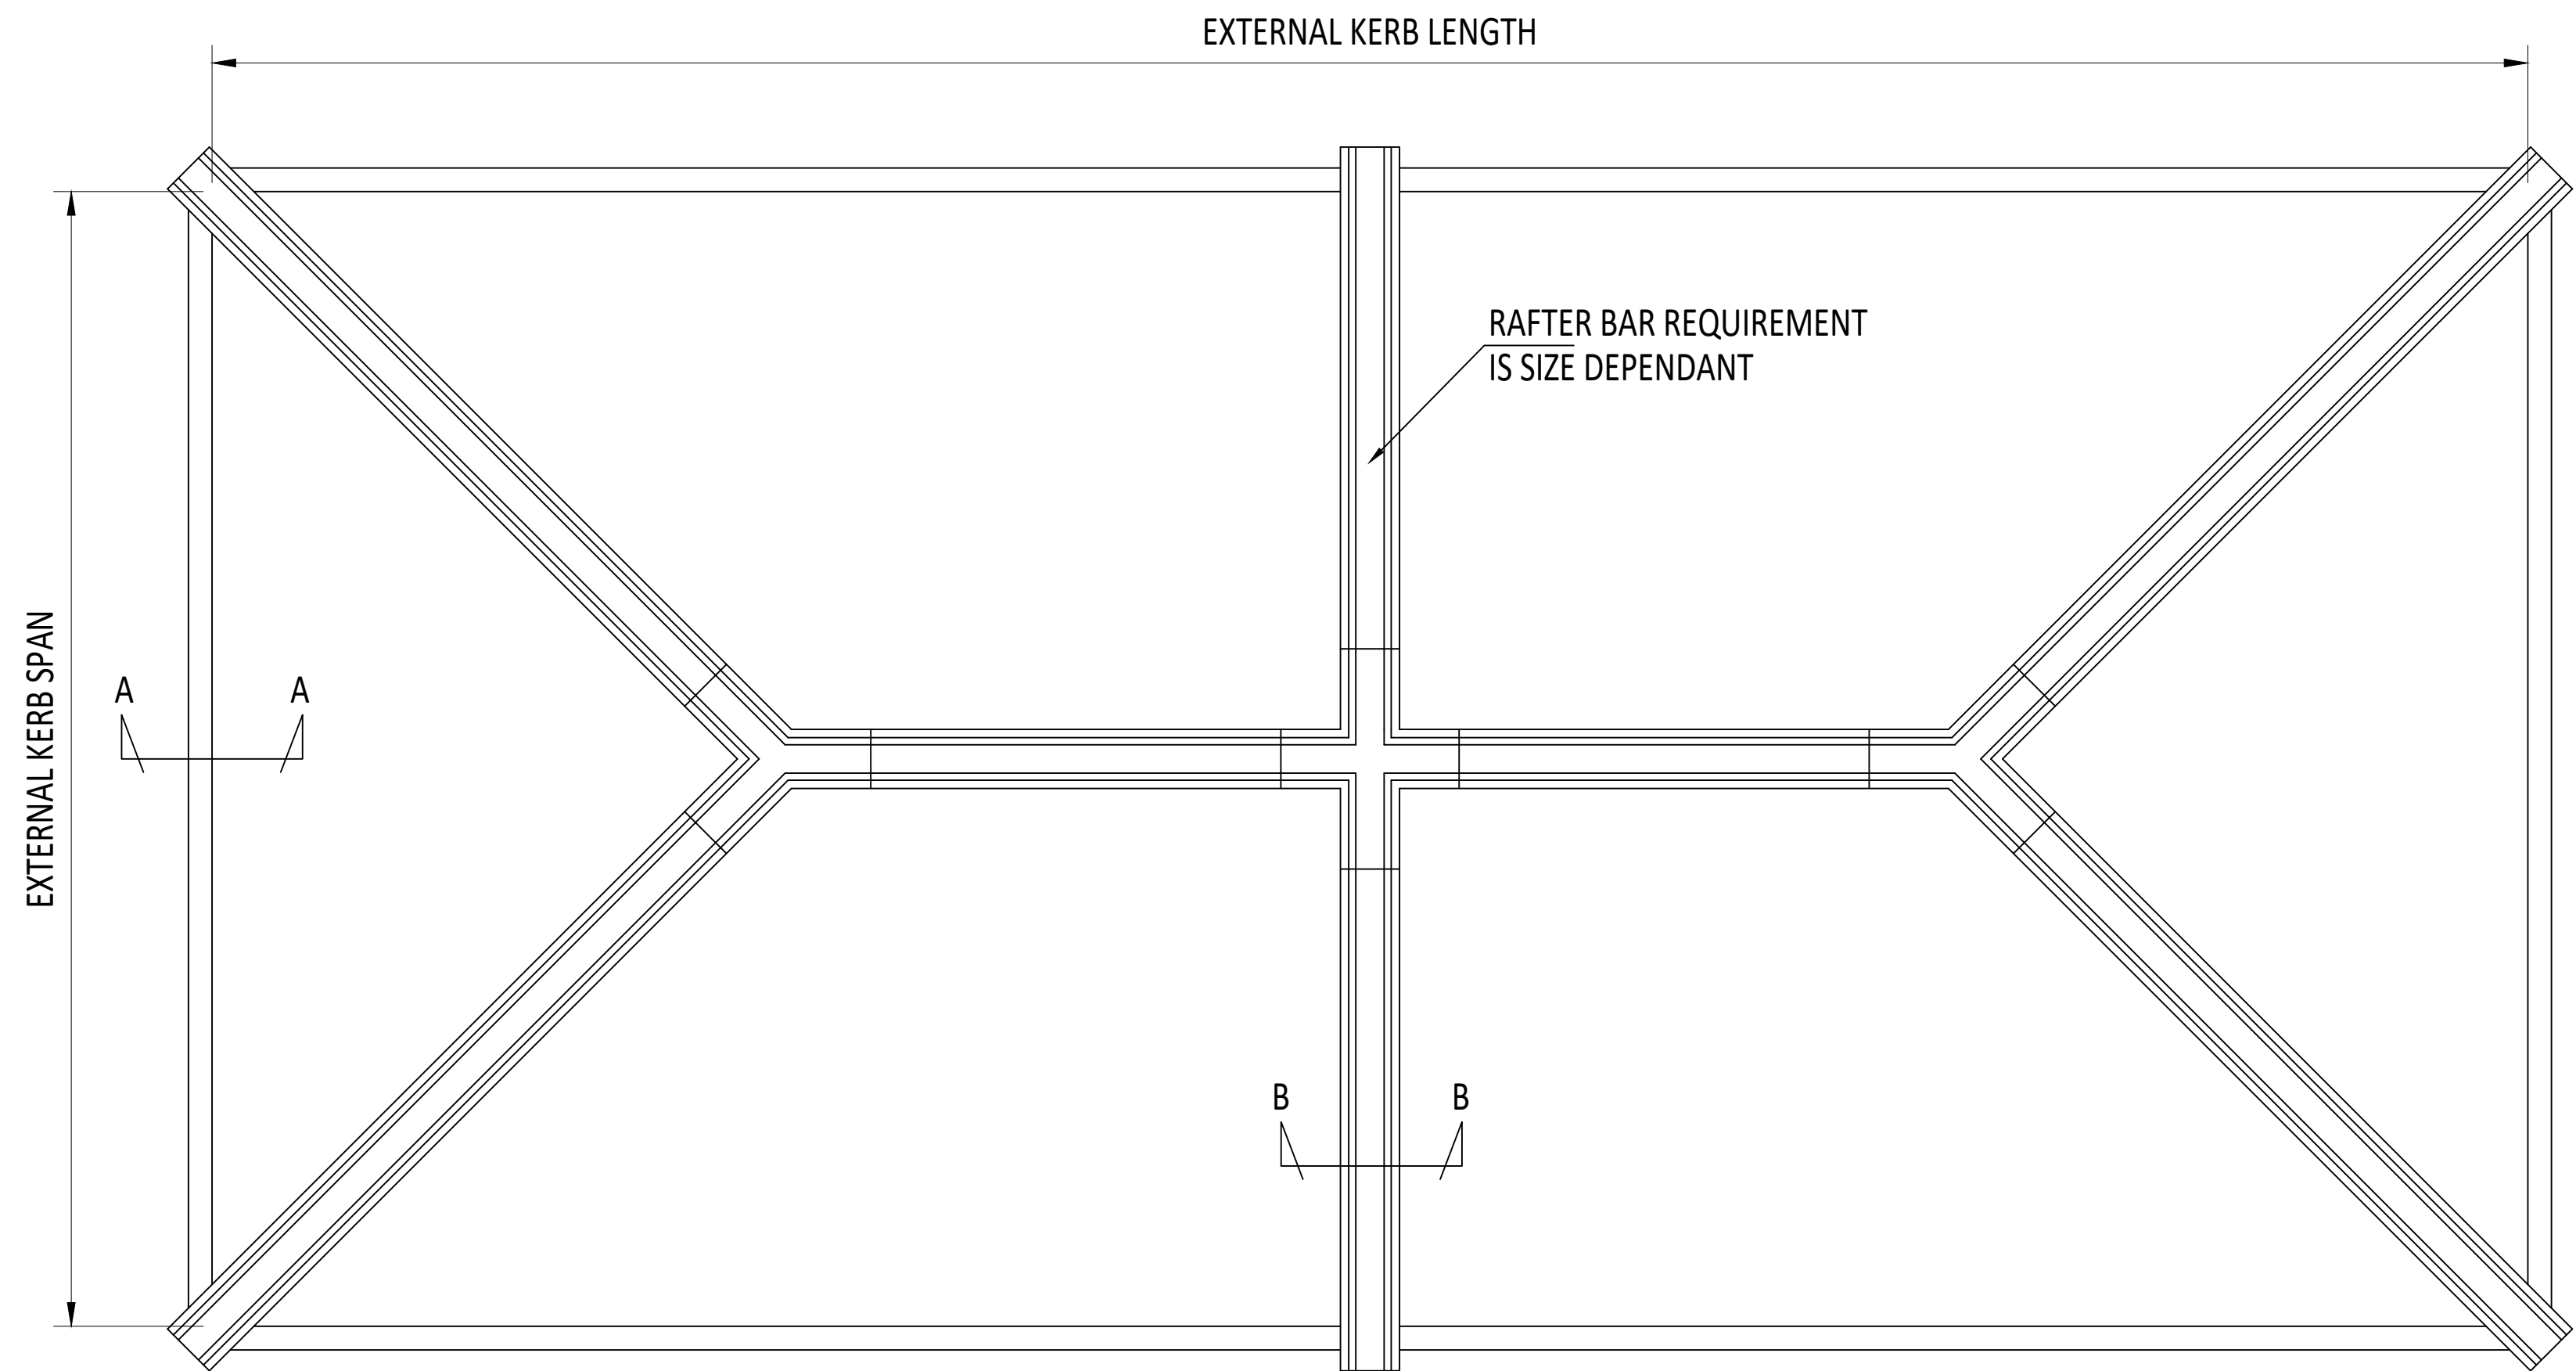 EXTERNAL KERB LENGTH
RAFTER BAR REQUIREMENT
IS SIZE DEPENDANT
EXTERNAL KERB SPAN
A A
B B